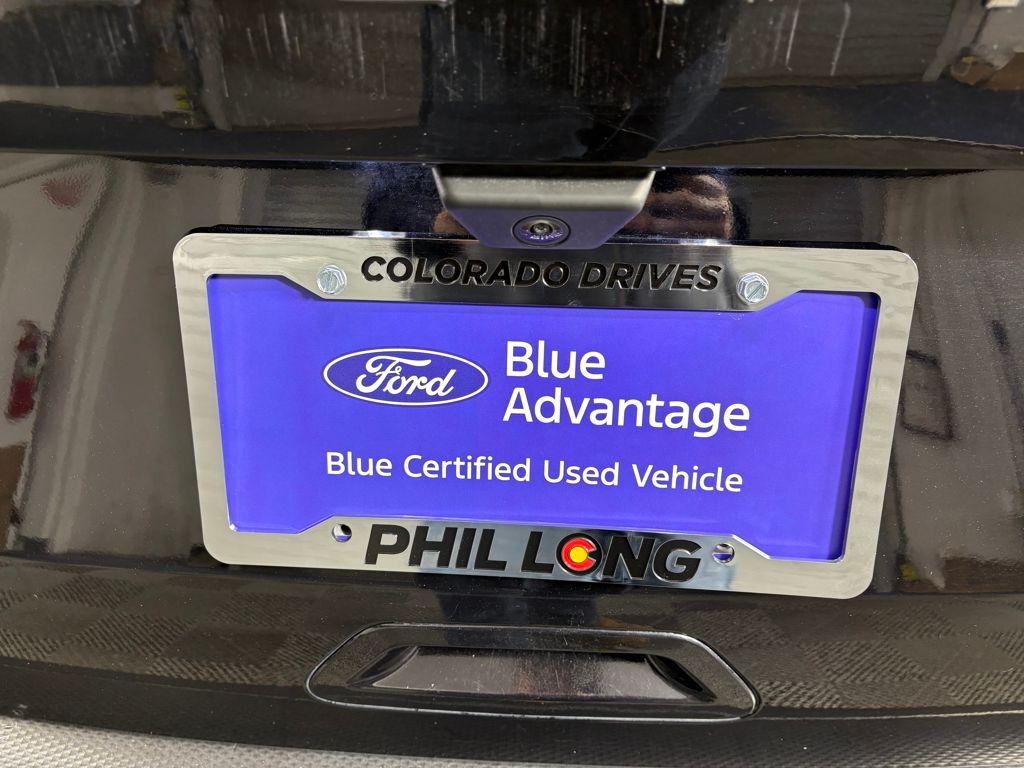 COLORADO DRIVES
Ford
Blue
Advantage
Blue Certified Used Vehicle
PHIL LONG